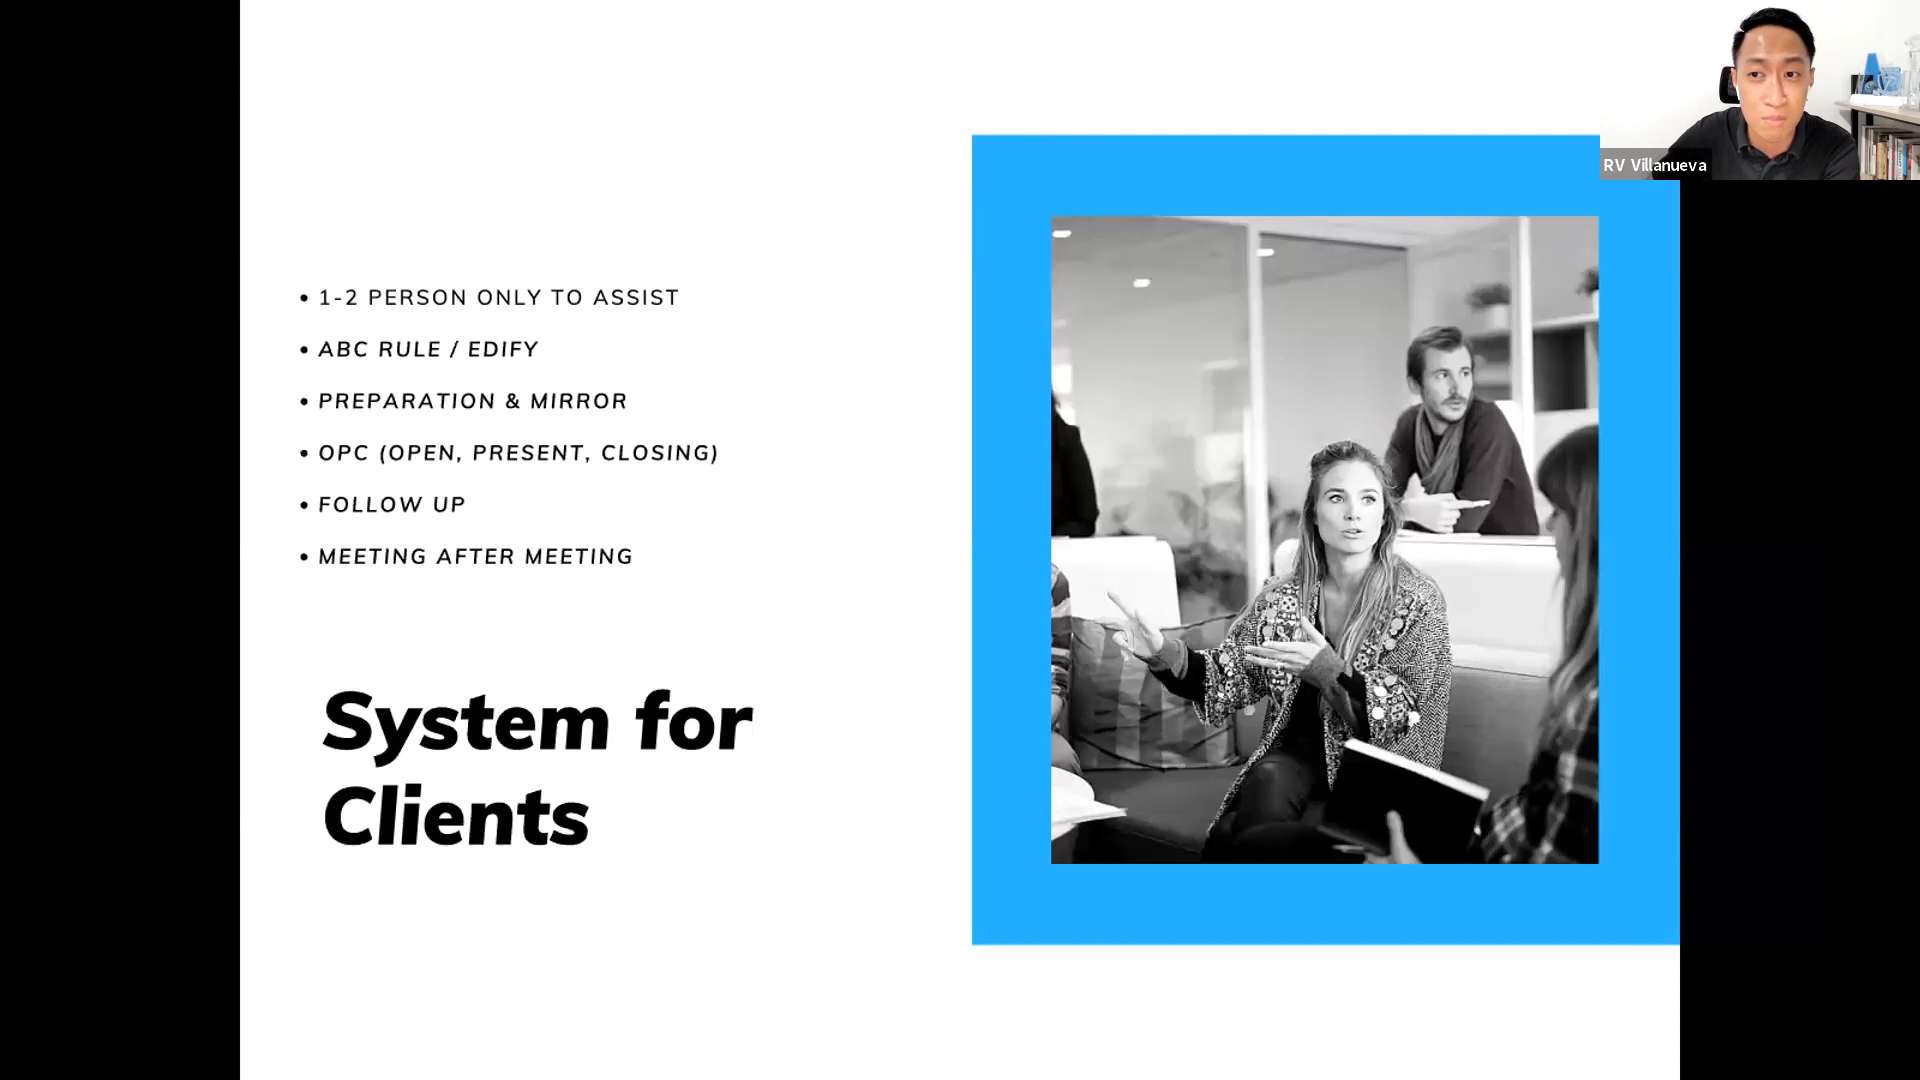 • 1-2 PERSON ONLY TO ASSIST
• ABC RULE / EDIFY
• PREPARATION & MIRROR
• OPC (OPEN, PRESENT, CLOSING)
• FOLLOW UP
• MEETING AFTER MEETING
System for
Clients
RV Villanueva